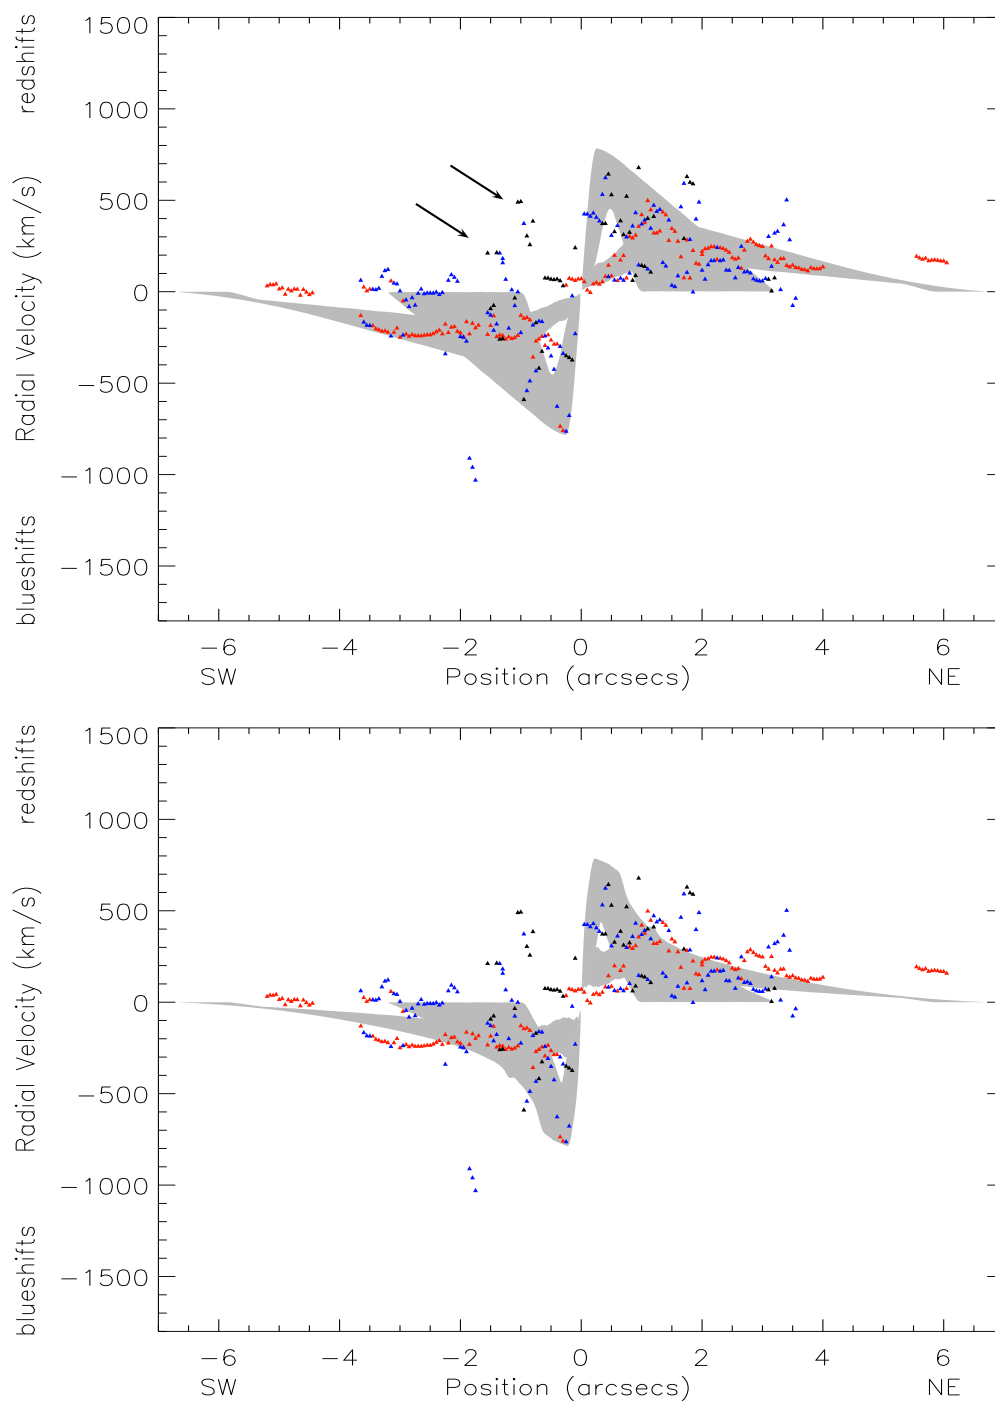 redshifts
Radial Velocity (km/s)
blueshifts
1500
1000
500
0
−500
−1000
−1500
−6 −4 −2 0 2 4 6
SW Position (arcsecs) NE
redshifts
Radial Velocity (km/s)
blueshifts
1500
1000
500
0
−500
−1000
−1500
−6 −4 −2 0 2 4 6
SW Position (arcsecs) NE